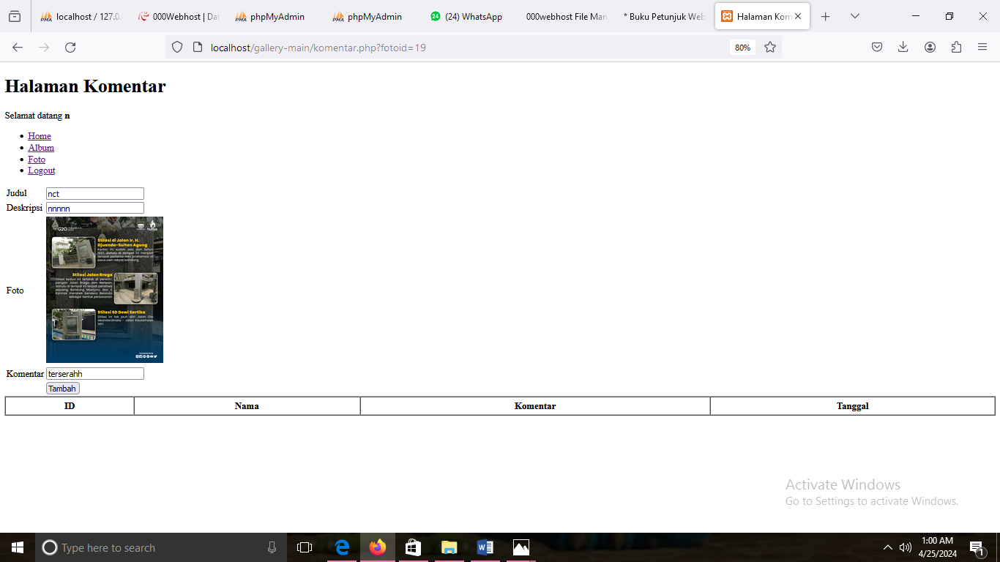 localhost / 127.0.
000Webhost | Dat
phpMyAdmin
phpMyAdmin
(24) WhatsApp
000webhost File Man
* Buku Petunjuk Web
Halaman Kom
localhost/gallery-main/komentar.php?fotoid=19
80%
Halaman Komentar
Selamat datang n
Home
Album
Foto
Logout
Judul
nct
Deskripsi
nnnnn
Foto
G20
Stilasi di Jalan Ir. H.
Djuanda-Sultan Agung
Stilasi Jalan Braga
Stilasi SD Dewi Sartika
Komentar
terserahh
Tambah
ID Nama Komentar Tanggal
Activate Windows
Go to Settings to activate Windows.
Type here to search
1:00 AM
4/25/2024
1